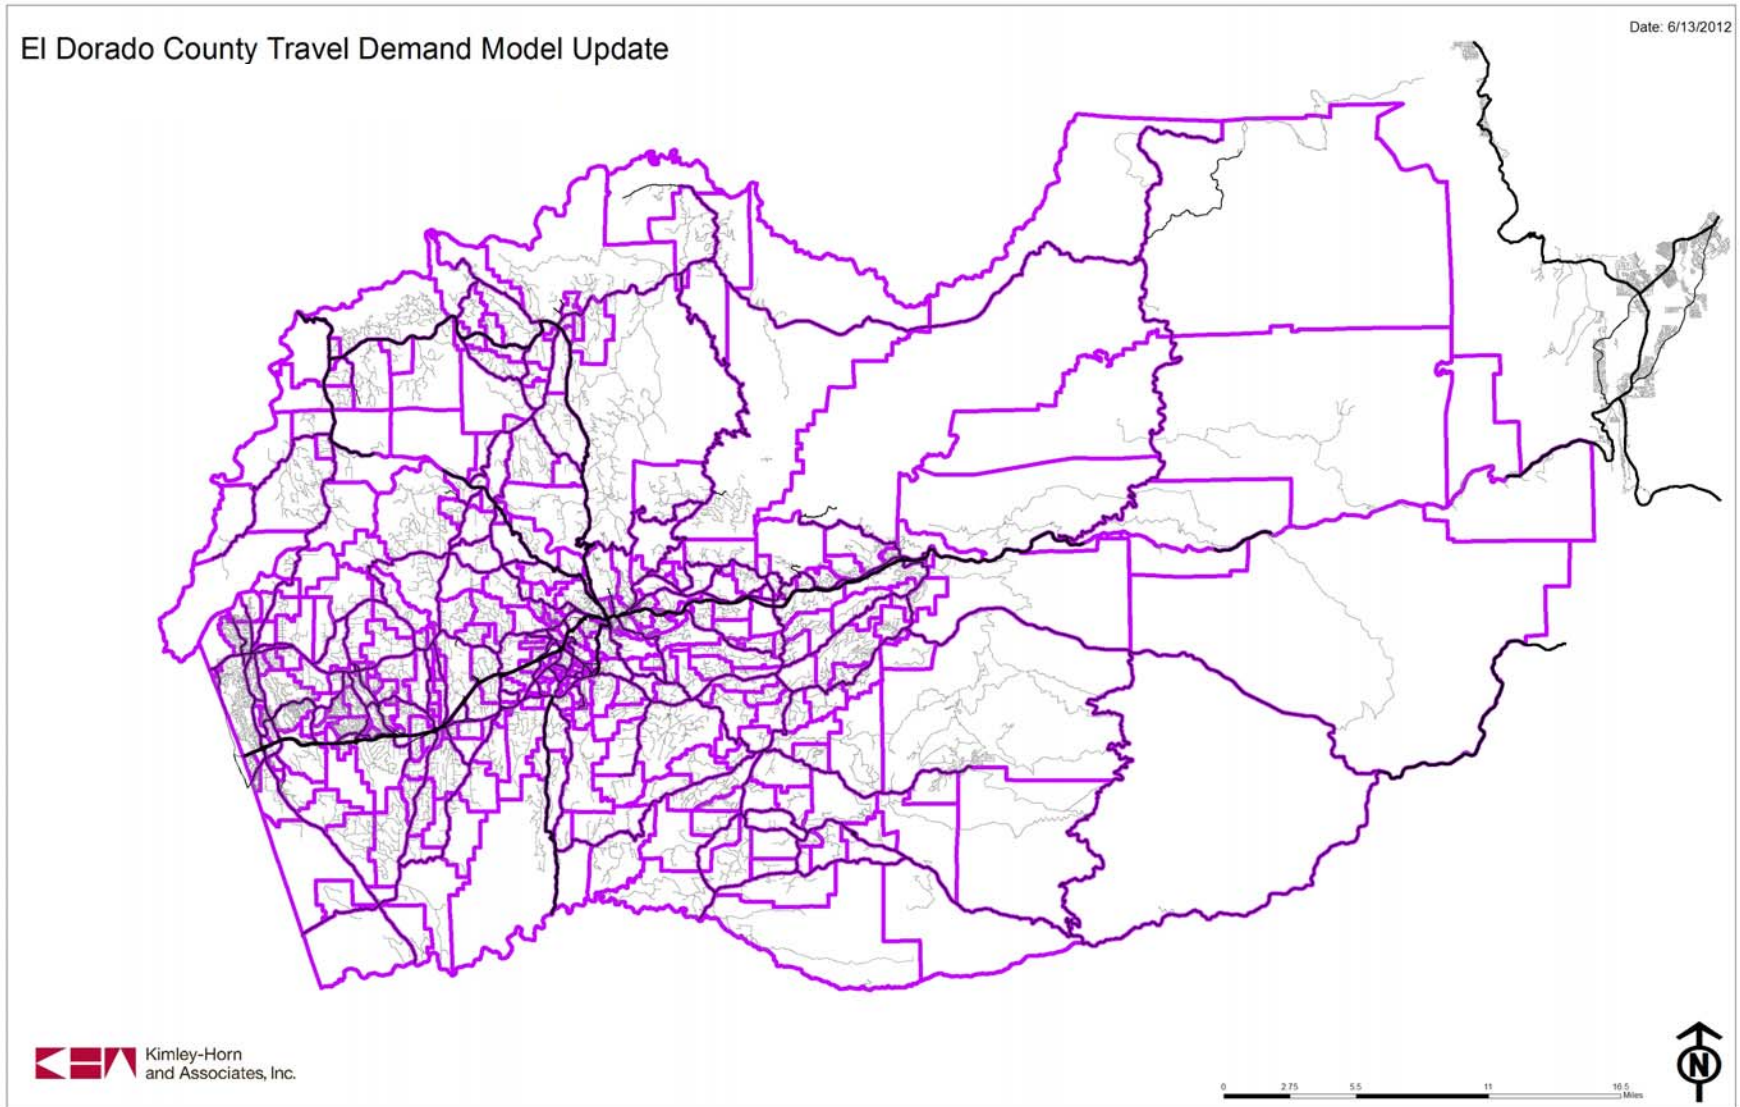 Date: 6/13/2012
El Dorado County Travel Demand Model Update
Kimley-Horn
and Associates, Inc.
N
0 2.75 5.5 11 16.5
Miles